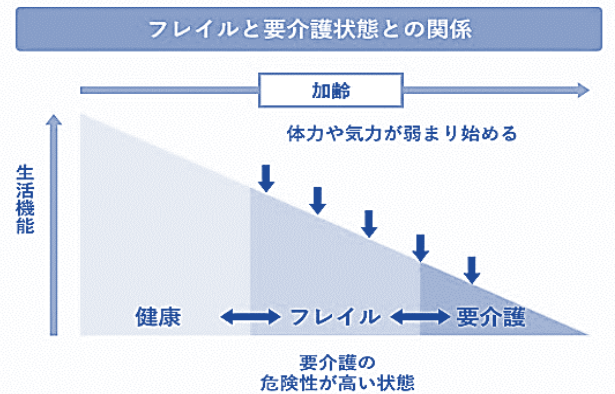 フレイルと要介護状態との関係
加齢
体力や気力が弱まり始める
生活機能
健康
フレイル
要介護
要介護の
危険性が高い状態